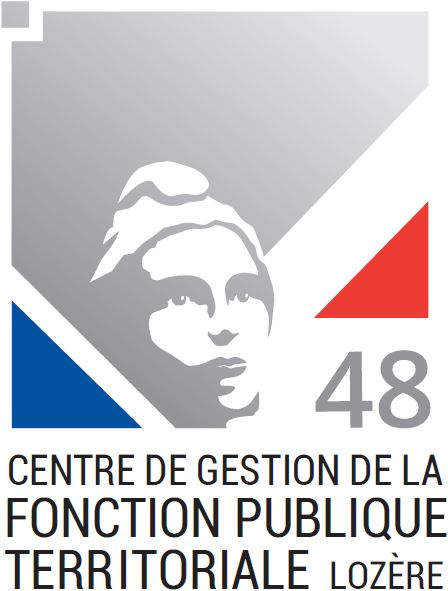 48
CENTRE DE GESTION DE LA
FONCTION PUBLIQUE
TERRITORIALE LOZÈRE